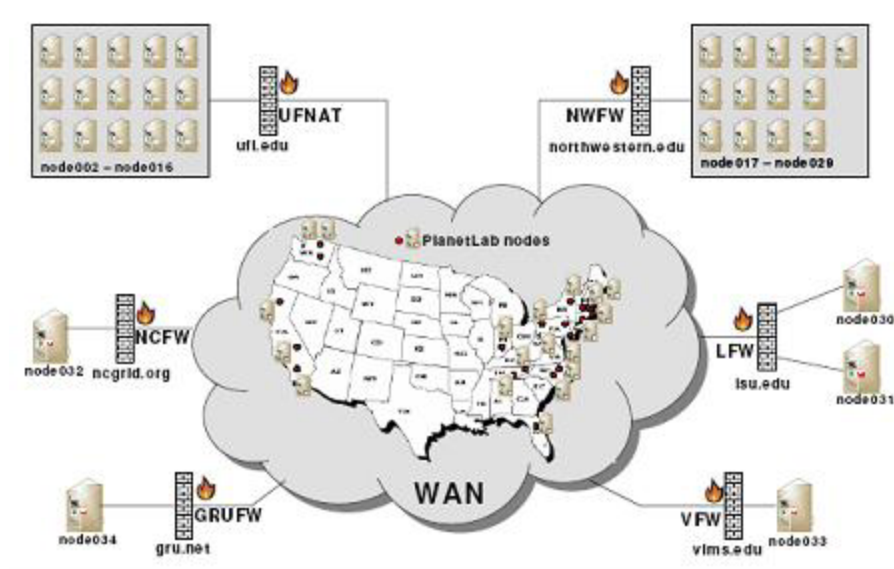 node002 – node016
UFNAT
ufl.edu
NWFW
northwestern.edu
node017 – node029
PlanetLab nodes
node032
NCFW
ncgrid.org
LFW
lsu.edu
node030
node031
WAN
node034
GRUFW
gru.net
VFW
vims.edu
node033